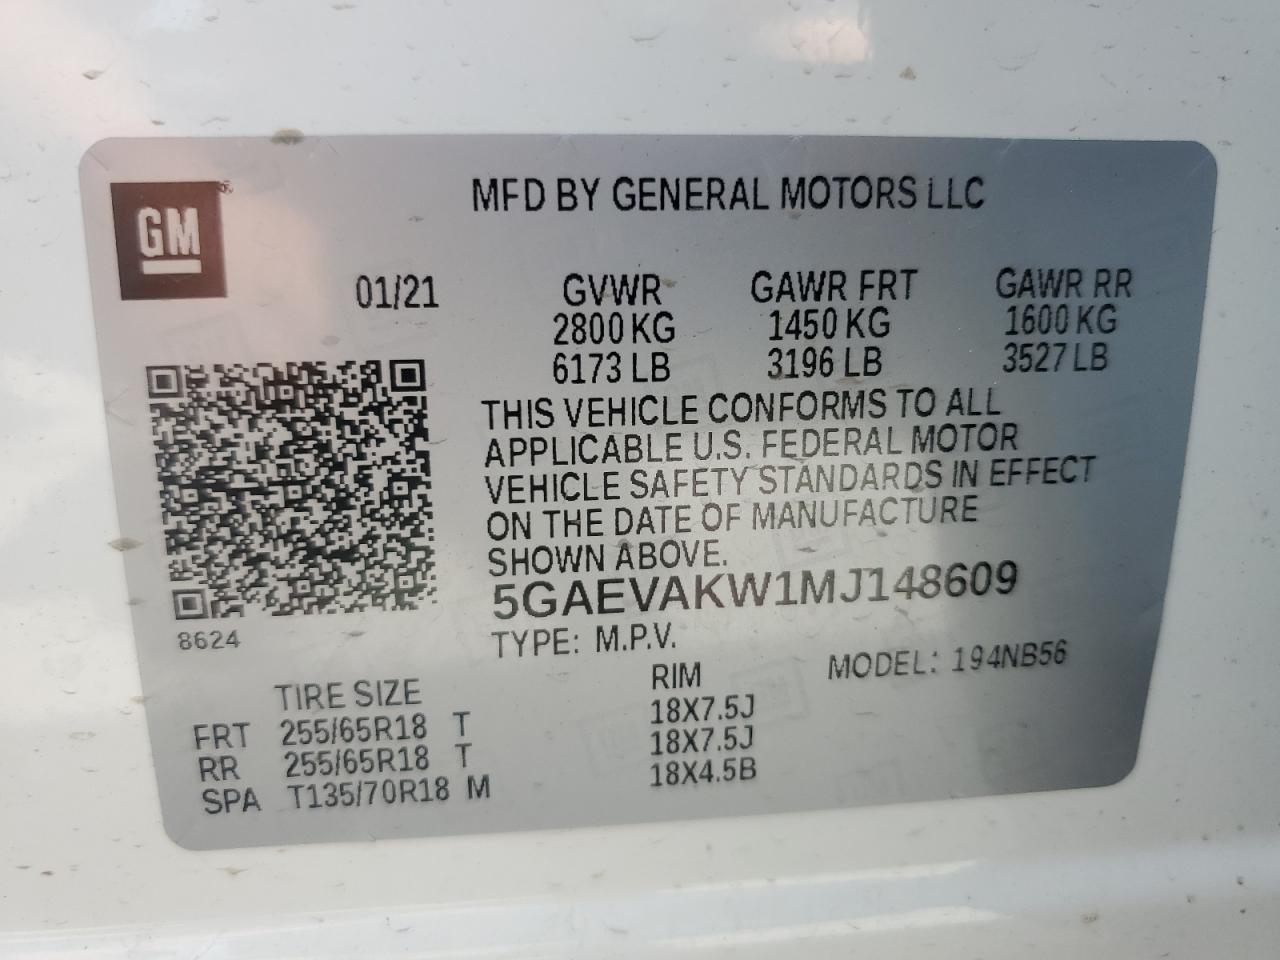 GM
MFD BY GENERAL MOTORS LLC
01/21 GVWR GAWR FRT GAWR RR
2800 KG 1450 KG 1600 KG
6173 LB 3196 LB 3527 LB
THIS VEHICLE CONFORMS TO ALL
APPLICABLE U.S. FEDERAL MOTOR
VEHICLE SAFETY STANDARDS IN EFFECT
ON THE DATE OF MANUFACTURE
SHOWN ABOVE.
5GAEVAKW1MJ148609
8624
TYPE: M.P.V. MODEL: 194NB56
TIRE SIZE RIM
FRT 255/65R18 T 18X7.5J
RR 255/65R18 T 18X7.5J
SPA T135/70R18 M 18X4.5B